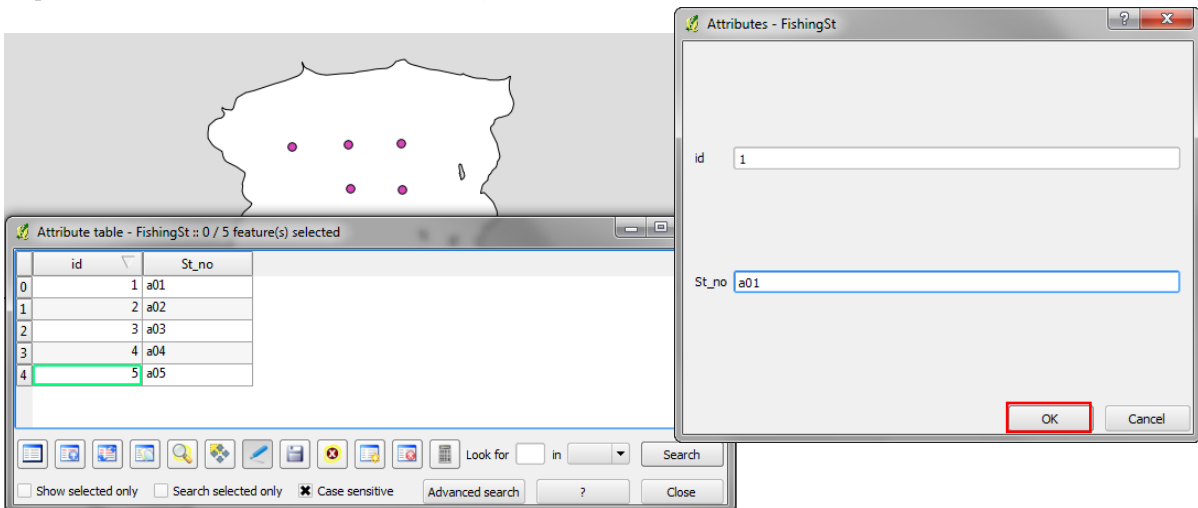 Attributes - FishingSt
id 1
St_no a01
OK Cancel
Attribute table - FishingSt :: 0 / 5 feature(s) selected
id St_no
0 1 a01
1 2 a02
2 3 a03
3 4 a04
4 5 a05
Look for in Search
Show selected only Search selected only Case sensitive Advanced search ? Close